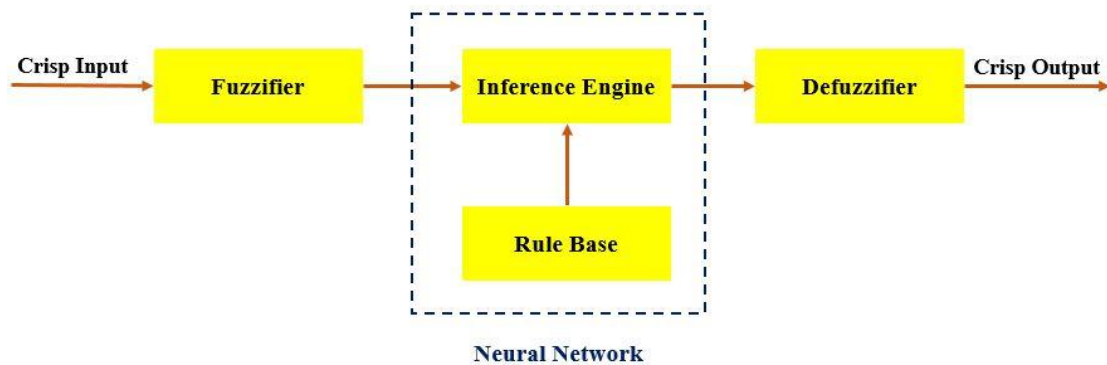 Crisp Input
Fuzzifier
Inference Engine
Defuzzifier
Crisp Output
Rule Base
Neural Network